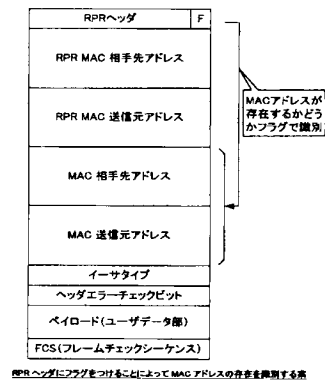 RPRヘッダ
F
RPR MAC 相手先アドレス
RPR MAC 送信元アドレス
MACアドレスが
存在するかどう
かフラグで識別
MAC 相手先アドレス
MAC 送信元アドレス
イーサタイプ
ヘッダエラーチェックビット
ペイロード(ユーザデータ部)
FCS(フレームチェックシーケンス)
RPR ヘッダにフラグをつけることによって MAC アドレスの存在を識別する案